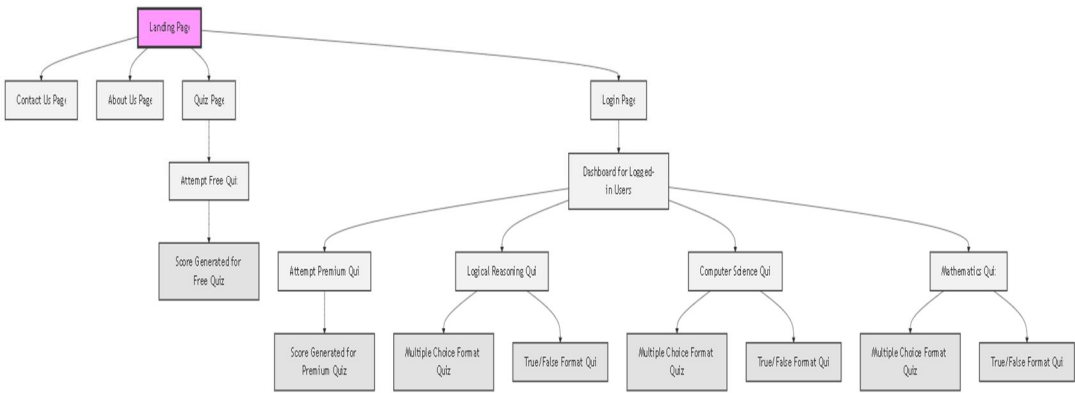 Landing Pag
Contact Us Page
About Us Page
Quiz Page
Login Page
Attempt Free Qui
Dashboard for Logged-
in Users
Score Generated for
Free Quiz
Attempt Premium Qui
Logical Reasoning Qui
Computer Science Qui
Mathematics Qui
Score Generated for
Premium Quiz
Multiple Choice Format
Quiz
True/False Format Qui
Multiple Choice Format
Quiz
True/False Format Qui
Multiple Choice Format
Quiz
True/False Format Qui